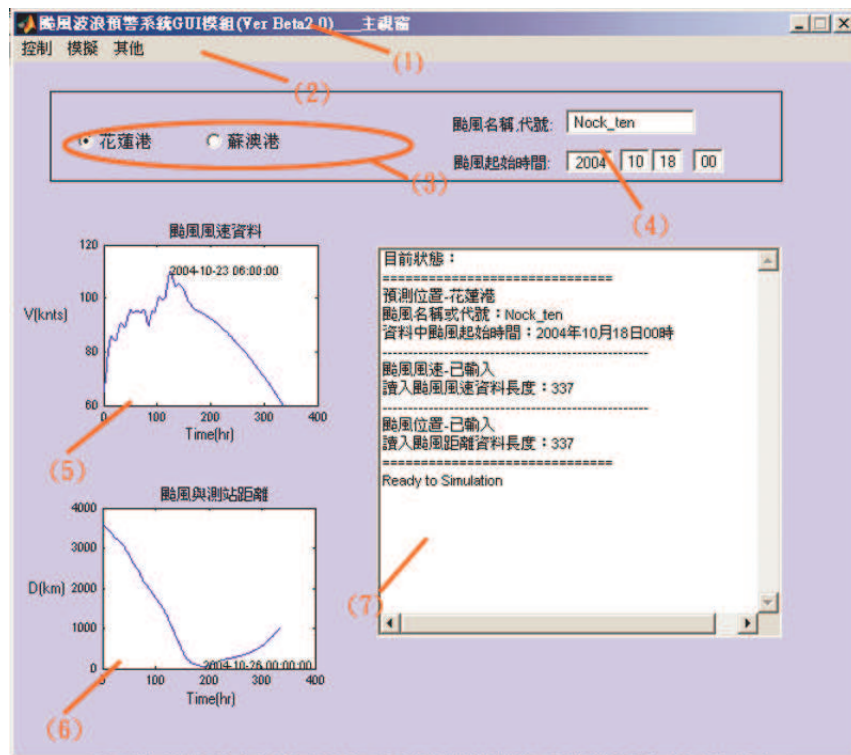 颱風波浪預警系統GUI模組(Ver Beta2.0)___主視窗
(1)
控制 模擬 其他
(2)
花蓮港 蘇澳港
(3)
颱風名稱,代號: Nock_ten
颱風起始時間: 2004 10 18 00
(4)
颱風風速資料
120
100
80
60
V(knts)
2004-10-23 06:00:00
0 100 200 300 400
Time(hr)
(5)
颱風與測站距離
4000
3000
2000
1000
0
D(km)
2004-10-26 00:00:00
0 100 200 300 400
Time(hr)
(6)
目前狀態：
==============================
預測位置-花蓮港
颱風名稱或代號：Nock_ten
資料中颱風起始時間：2004年10月18日00時
--------------------------------------------------
颱風風速-已輸入
讀入颱風風速資料長度：337
--------------------------------------------------
颱風位置-已輸入
讀入颱風距離資料長度：337
==============================
Ready to Simulation
(7)